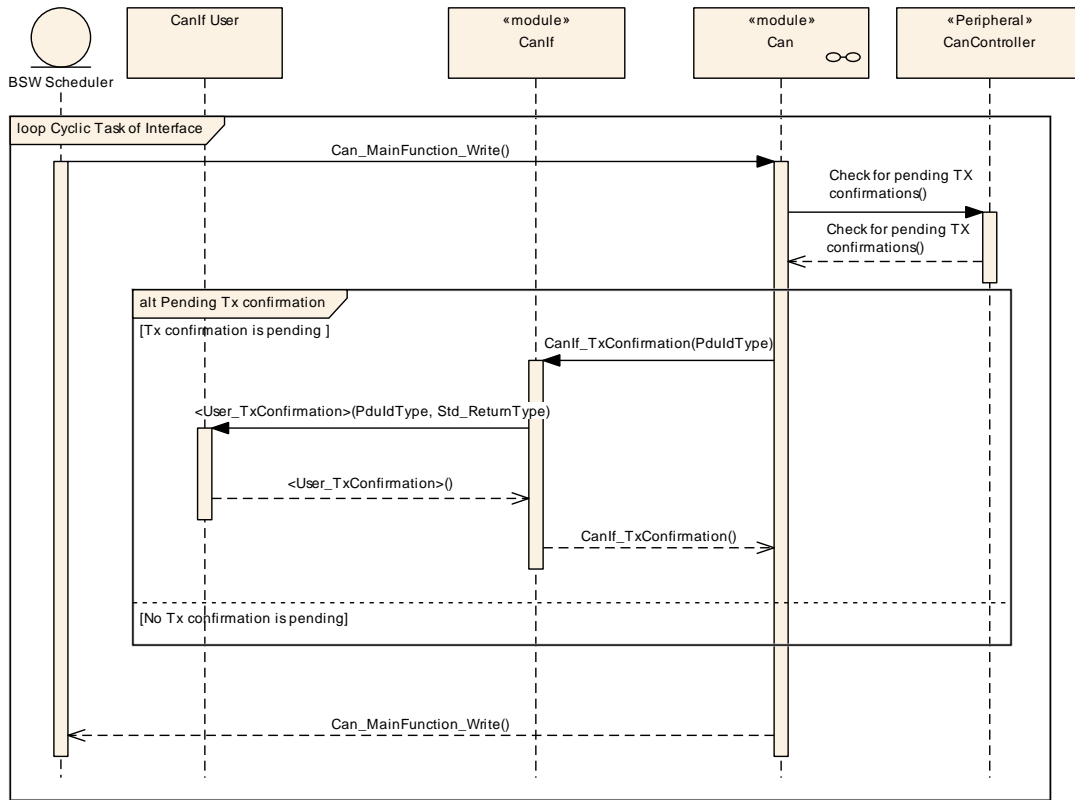 BSW Scheduler
CanIf User
«module»
CanIf
«module»
Can
«Peripheral»
CanController
loop Cyclic Task of Interface
Can_MainFunction_Write()
Check for pending TX
confirmations()
Check for pending TX
confirmations()
alt Pending Tx confirmation
[Tx confirmation is pending ]
CanIf_TxConfirmation(PduIdType)
<User_TxConfirmation>(PduIdType, Std_ReturnType)
<User_TxConfirmation>()
CanIf_TxConfirmation()
[No Tx confirmation is pending]
Can_MainFunction_Write()